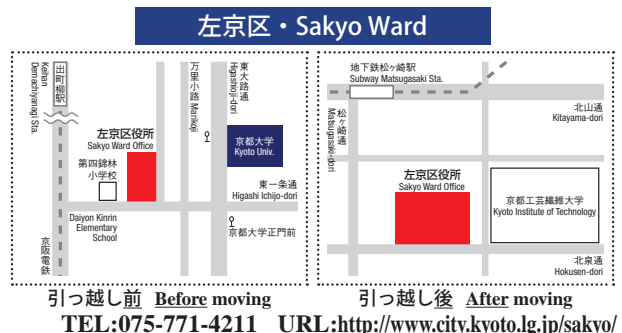 左京区・Sakyo Ward
出町柳駅
Keihan
Demachiyanagi Sta.
万里小路 Marikoji
東大路通
Higashioji-dori
左京区役所
Sakyo Ward Office
京都大学
Kyoto Univ.
第四錦林
小学校
東一条通
Higashi Ichijo-dori
Daiyon Kinrin
Elementary
School
京都大学正門前
京阪電鉄
引っ越し前 Before moving
地下鉄松ヶ崎駅
Subway Matsugasaki Sta.
松ヶ崎通
Matsugasaki-dori
北山通
Kitayama-dori
左京区役所
Sakyo Ward Office
京都工芸繊維大学
Kyoto Institute of Technology
北泉通
Hokusen-dori
引っ越し後 After moving
TEL:075-771-4211 URL:http://www.city.kyoto.lg.jp/sakyo/